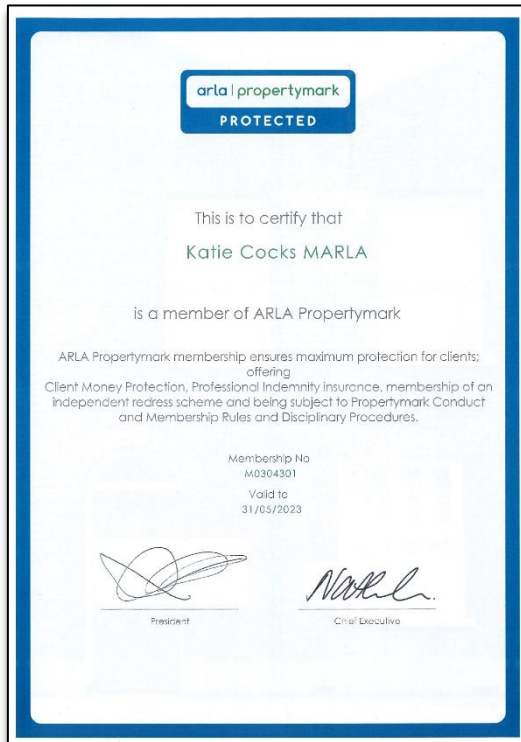 arla | propertymark
PROTECTED
This is to certify that
Katie Cocks MARLA
is a member of ARLA Propertymark
ARLA Propertymark membership ensures maximum protection for clients;
offering
Client Money Protection, Professional Indemnity insurance, membership of an
independent redress scheme and being subject to Propertymark Conduct
and Membership Rules and Disciplinary Procedures.
Membership No
M0304301
Valid to
31/05/2023
President
Chief Executive